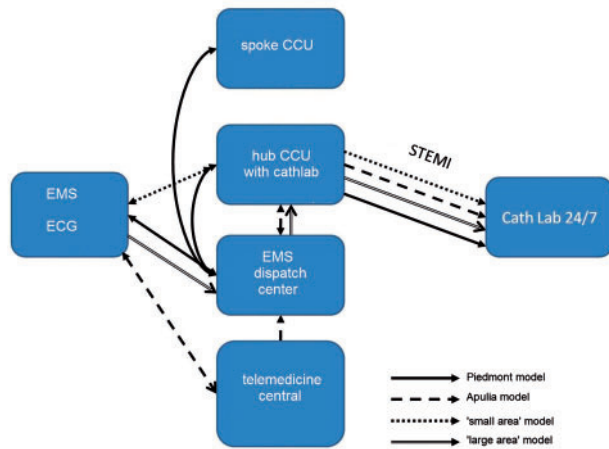 spoke CCU
hub CCU
with cathlab
STEMI
EMS
ECG
Cath Lab 24/7
EMS
dispatch
center
telemedicine
central
Piedmont model
Apulia model
'small area' model
'large area' model